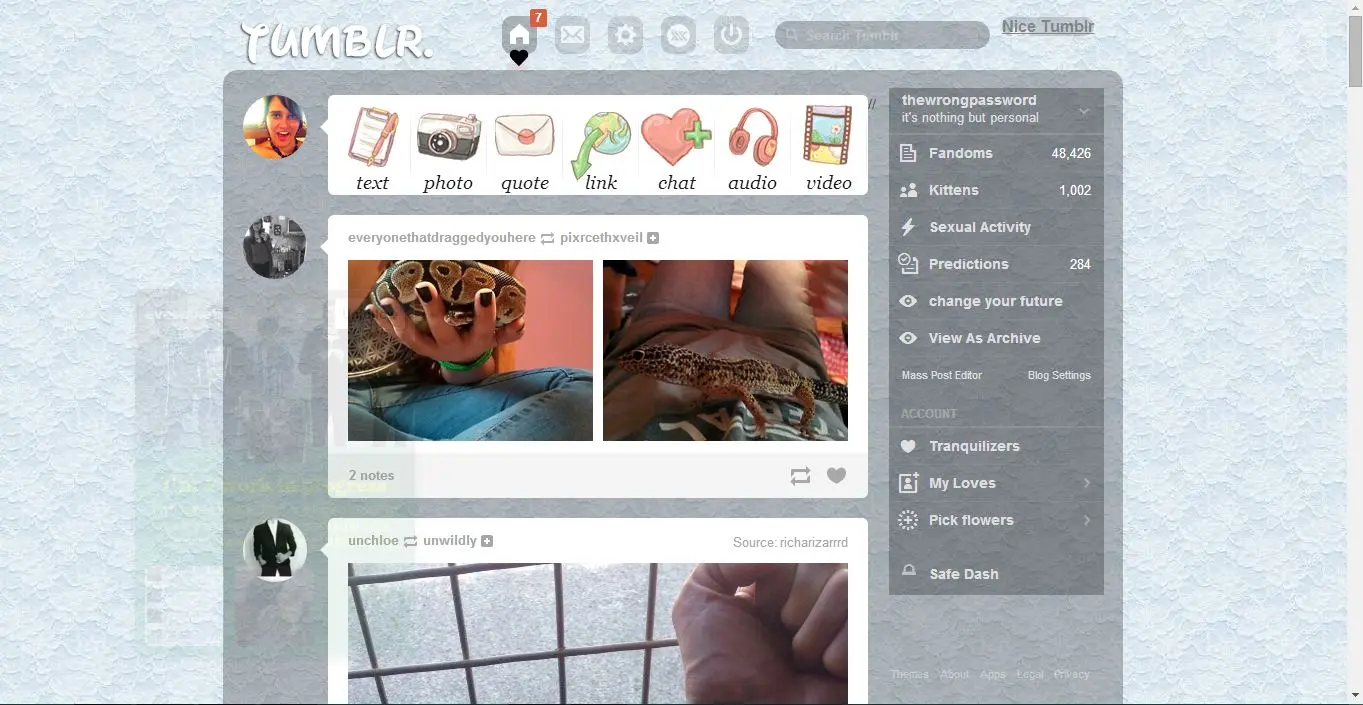 TUMBLR.
7
Search Tumblr
Nice Tumblr
text photo quote link chat audio video
//
thewrongpassword
it's nothing but personal
Fandoms 48,426
Kittens 1,002
Sexual Activity
Predictions 284
change your future
View As Archive
Mass Post Editor Blog Settings
ACCOUNT
Tranquilizers
My Loves
Pick flowers
Safe Dash
Themes About Apps Legal Privacy
everyonethatdraggedyouhere pixrcethxveil
2 notes
unchloe unwildly
Source: richarizarrrd